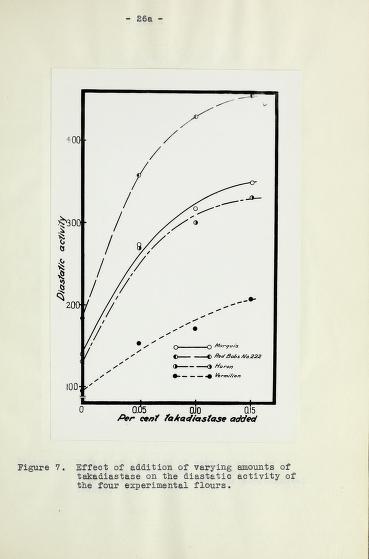 - 26a -
400
300
200
100
Diastatic activity
Marquis
Red Bobs No. 222
Huron
Vermilion
0 0.05 0.10 0.15
Per cent takadiastase added
Figure 7. Effect of addition of varying amounts of
takadiastase on the diastatic activity of
the four experimental flours.